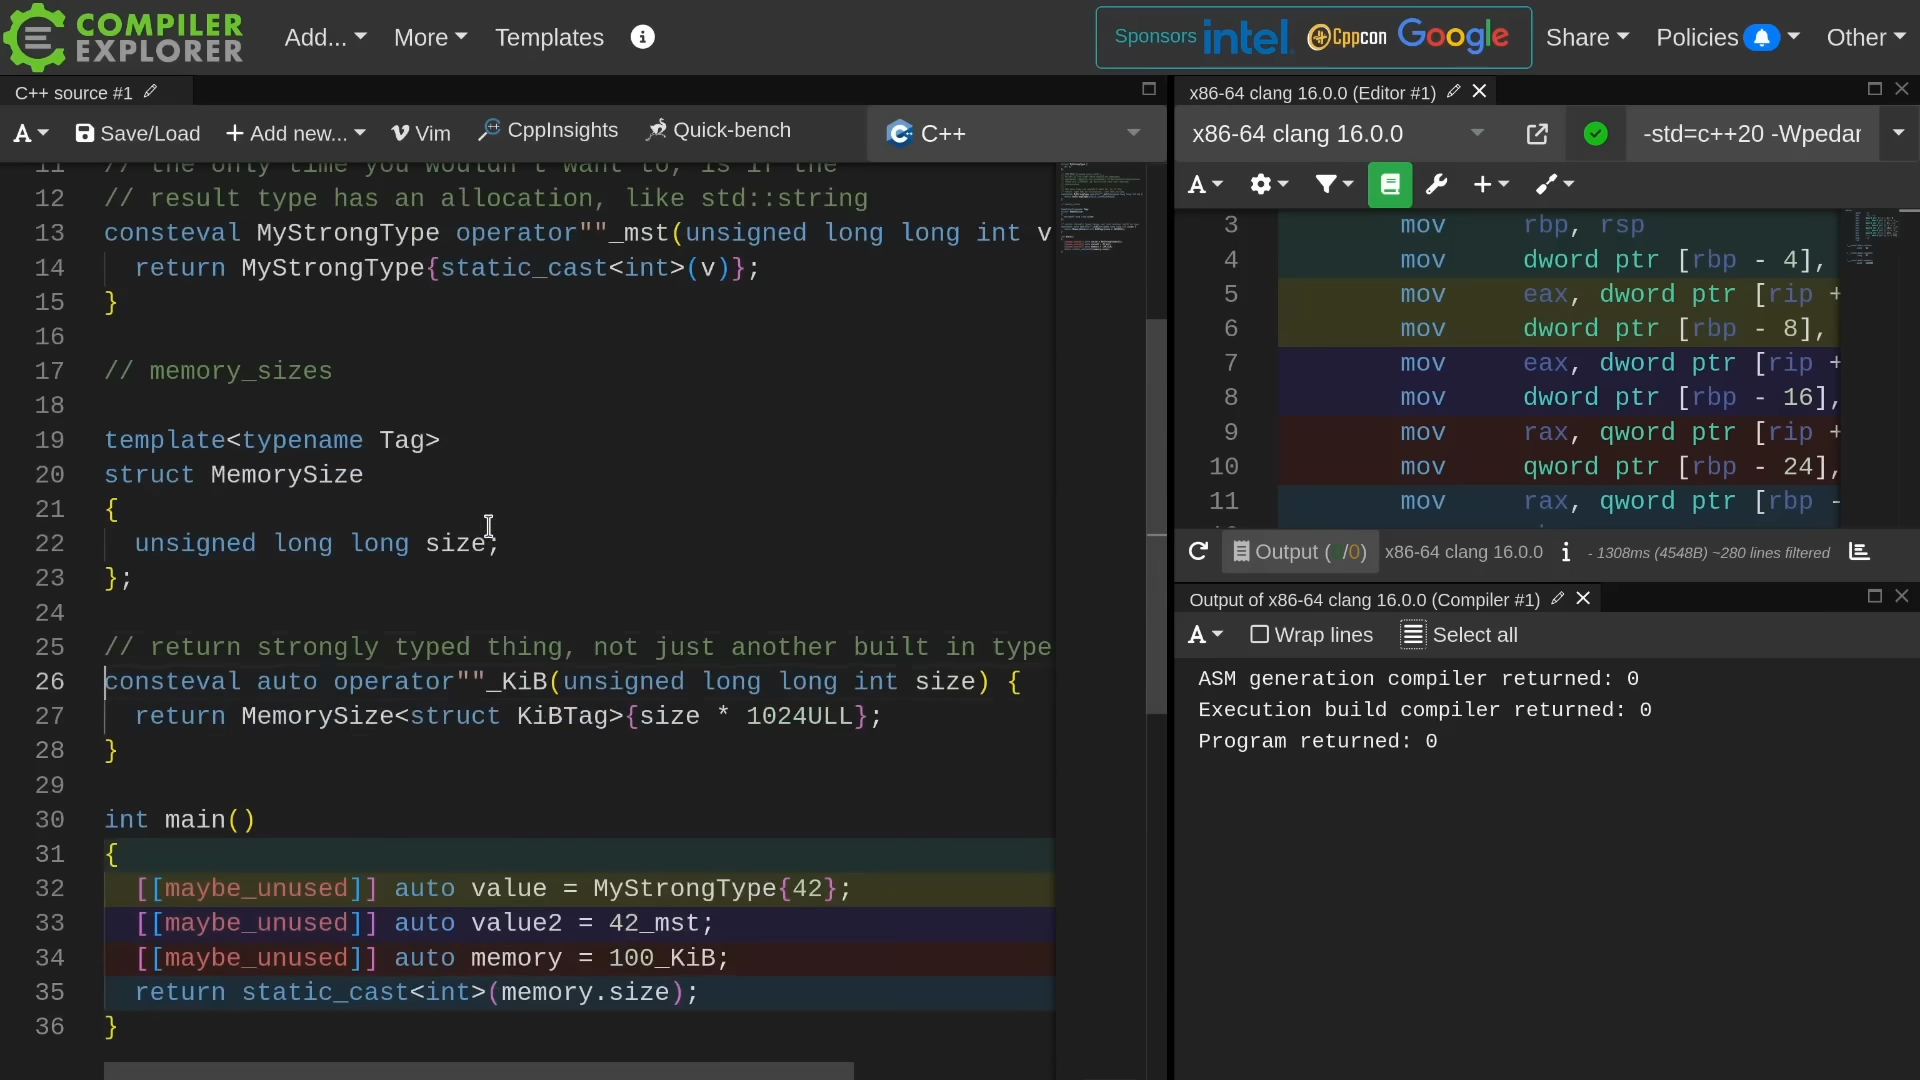 COMPILER
EXPLORER
Add...
More
Templates
Sponsors intel. Cppcon Google
Share
Policies
Other
C++ source #1
A
Save/Load
+ Add new...
Vim
CppInsights
Quick-bench
C++
11 // the only time you wouldn't want to, is if the
12 // result type has an allocation, like std::string
13 consteval MyStrongType operator""_mst(unsigned long long int v
14 return MyStrongType{static_cast<int>(v)};
15 }
16
17 // memory_sizes
18
19 template<typename Tag>
20 struct MemorySize
21 {
22 unsigned long long size;
23 };
24
25 // return strongly typed thing, not just another built in type
26 consteval auto operator""_KiB(unsigned long long int size) {
27 return MemorySize<struct KiBTag>{size * 1024ULL};
28 }
29
30 int main()
31 {
32 [[maybe_unused]] auto value = MyStrongType{42};
33 [[maybe_unused]] auto value2 = 42_mst;
34 [[maybe_unused]] auto memory = 100_KiB;
35 return static_cast<int>(memory.size);
36 }
x86-64 clang 16.0.0 (Editor #1)
x86-64 clang 16.0.0
-std=c++20 -Wpedar
A
3 mov rbp, rsp
4 mov dword ptr [rbp - 4],
5 mov eax, dword ptr [rip +
6 mov dword ptr [rbp - 8],
7 mov eax, dword ptr [rip +
8 mov dword ptr [rbp - 16],
9 mov rax, qword ptr [rip +
10 mov qword ptr [rbp - 24],
11 mov rax, qword ptr [rbp -
Output (0/0) x86-64 clang 16.0.0 i - 1308ms (4548B) ~280 lines filtered
Output of x86-64 clang 16.0.0 (Compiler #1)
A
Wrap lines
Select all
ASM generation compiler returned: 0
Execution build compiler returned: 0
Program returned: 0